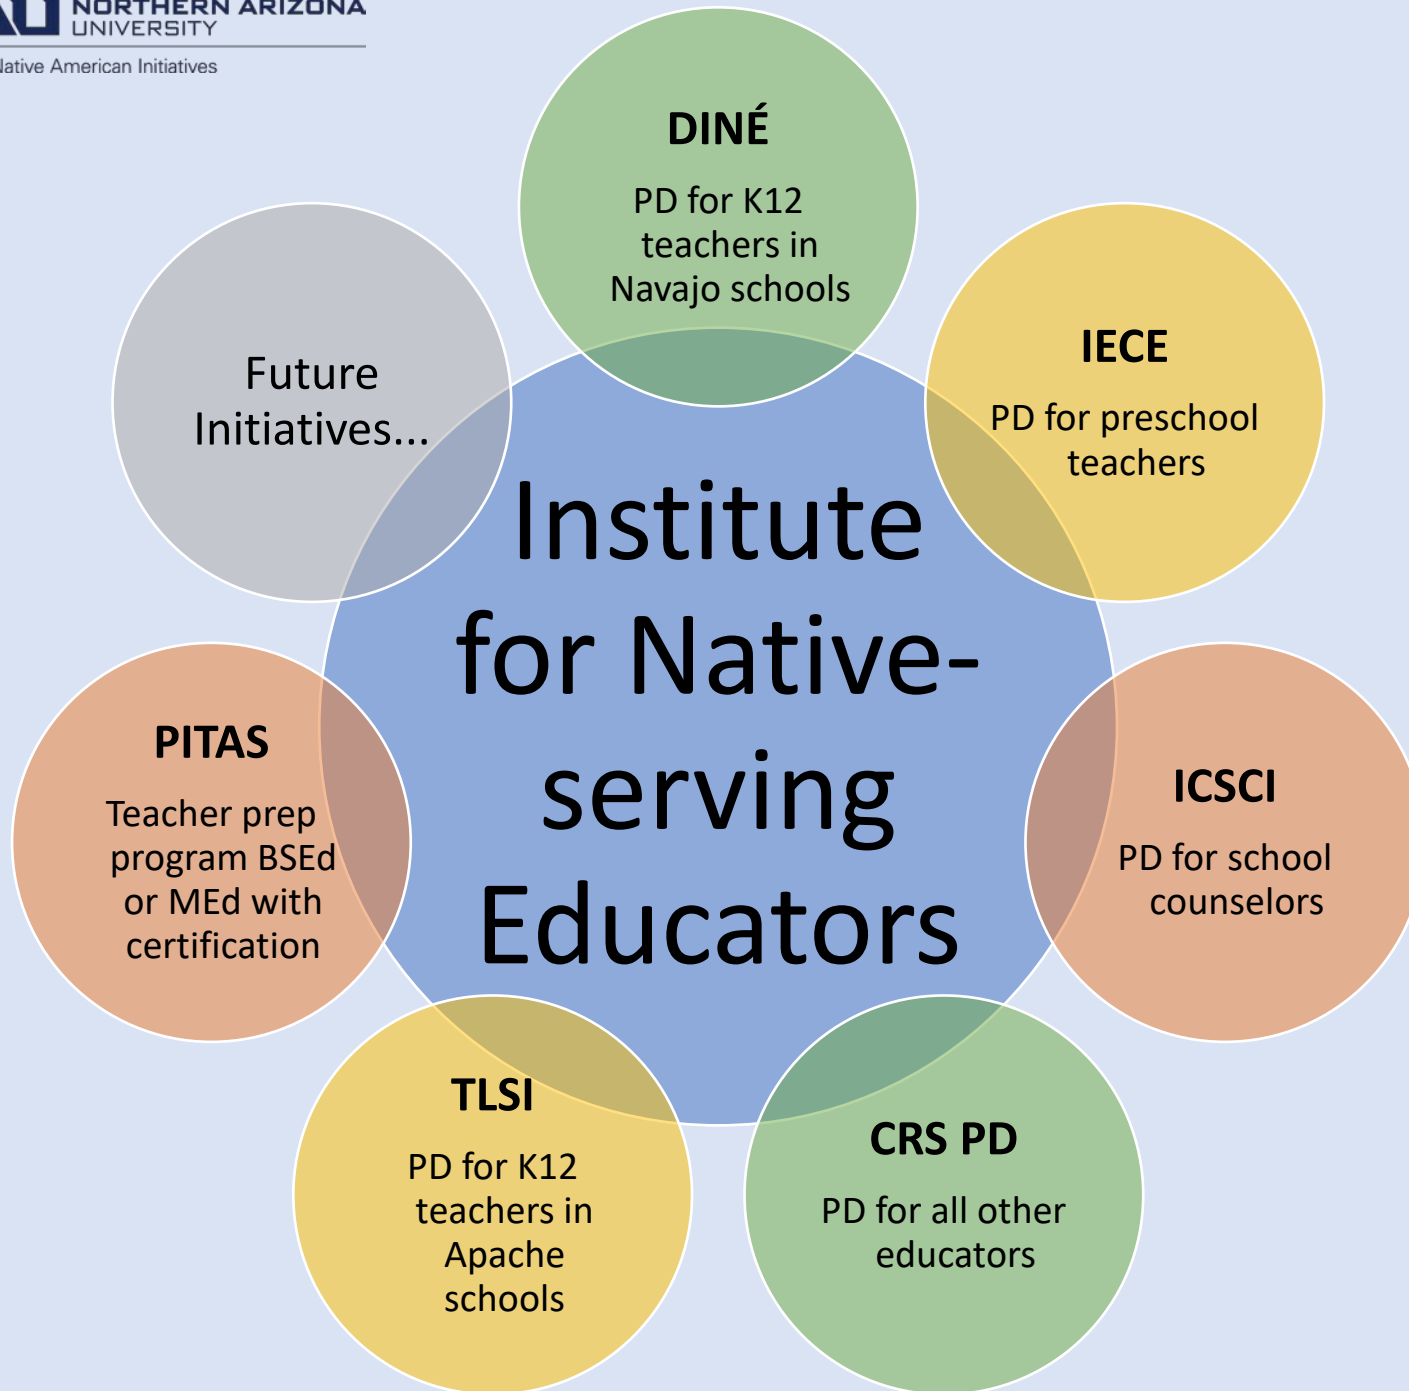 NORTHERN ARIZONA
UNIVERSITY
Native American Initiatives
DINÉ
PD for K12
teachers in
Navajo schools
IECE
PD for preschool
teachers
ICSCI
PD for school
counselors
CRS PD
PD for all other
educators
TLSI
PD for K12
teachers in
Apache
schools
PITAS
Teacher prep
program BSEd
or MEd with
certification
Future
Initiatives...
Institute
for Native-
serving
Educators